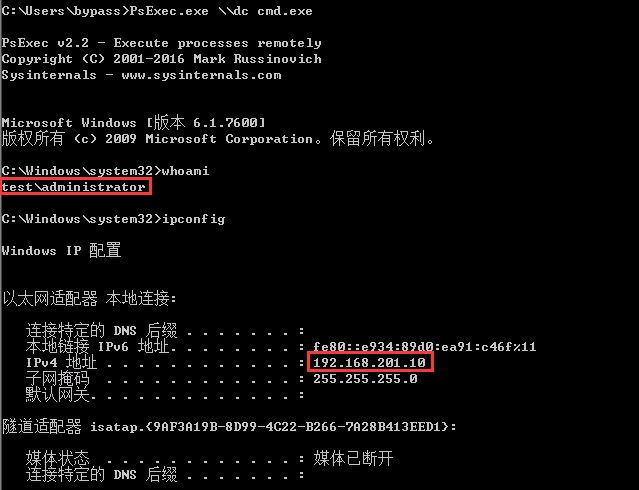 C:\Users\bypass>PsExec.exe \\dc cmd.exe
PsExec v2.2 - Execute processes remotely
Copyright (C) 2001-2016 Mark Russinovich
Sysinternals - www.sysinternals.com
Microsoft Windows [版本 6.1.7600]
版权所有 (c) 2009 Microsoft Corporation。保留所有权利。
C:\Windows\system32>whoami
test\administrator
C:\Windows\system32>ipconfig
Windows IP 配置
以太网适配器 本地连接:
连接特定的 DNS 后缀 . . . . . . . :
本地链接 IPv6 地址. . . . . . . . : fe80::e934:89d0:ea91:c46f%11
IPv4 地址 . . . . . . . . . . . . : 192.168.201.10
子网掩码 . . . . . . . . . . . . : 255.255.255.0
默认网关. . . . . . . . . . . . . :
隧道适配器 isatap.{9AF3A19B-8D99-4C22-B266-7A28B413EED1}:
媒体状态 . . . . . . . . . . . . : 媒体已断开
连接特定的 DNS 后缀 . . . . . . . :